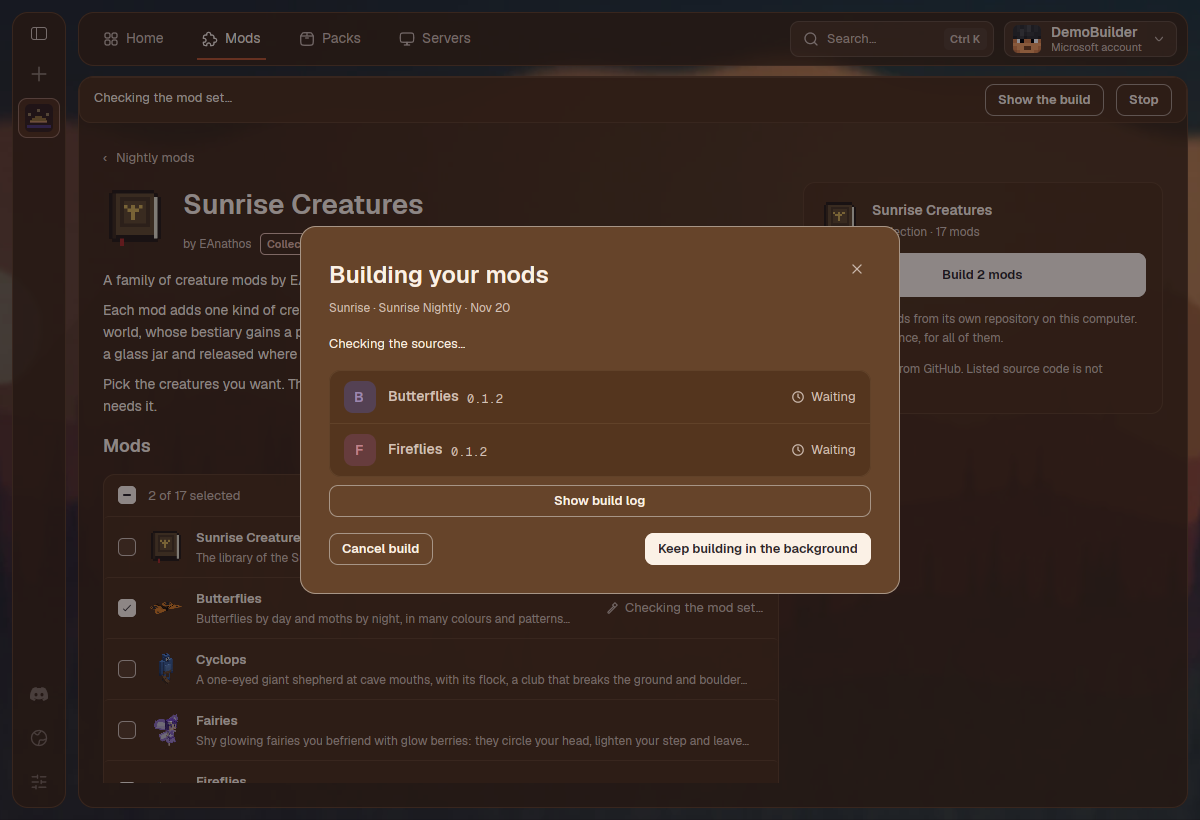 Home
Mods
Packs
Servers
Search...
Ctrl K
DemoBuilder
Microsoft account
Checking the mod set...
Show the build
Stop
‹ Nightly mods
Sunrise Creatures
by EAnathos
Collec
A family of creature mods by EA
Each mod adds one kind of cre
world, whose bestiary gains a p
a glass jar and released where
Pick the creatures you want. Th
needs it.
Mods
2 of 17 selected
Sunrise Creature
The library of the S
Butterflies
Butterflies by day and moths by night, in many colours and patterns...
Checking the mod set...
Cyclops
A one-eyed giant shepherd at cave mouths, with its flock, a club that breaks the ground and boulder...
Fairies
Shy glowing fairies you befriend with glow berries: they circle your head, lighten your step and leave...
Fireflies
Sunrise Creatures
ection · 17 mods
Build 2 mods
ds from its own repository on this computer.
nce, for all of them.
rom GitHub. Listed source code is not
Building your mods
Sunrise · Sunrise Nightly · Nov 20
Checking the sources...
B
Butterflies 0.1.2
Waiting
F
Fireflies 0.1.2
Waiting
Show build log
Cancel build
Keep building in the background